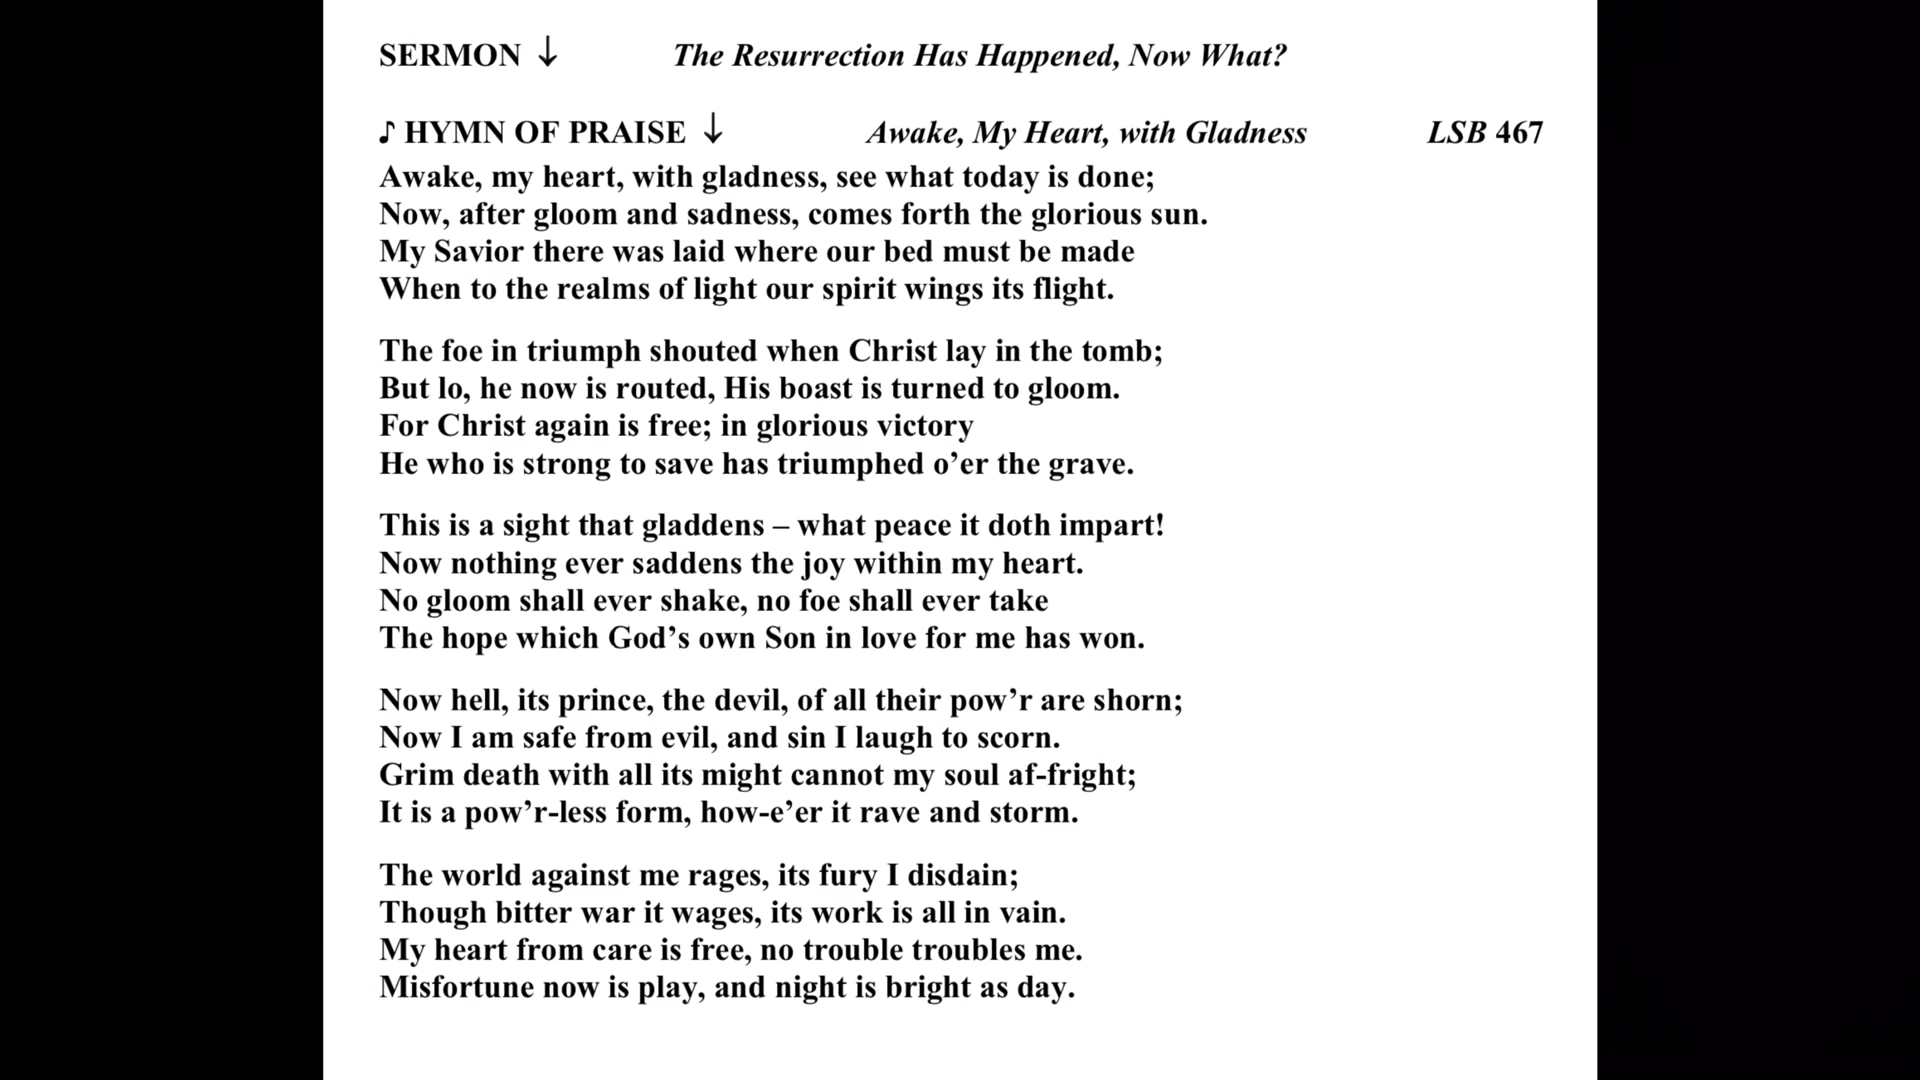 SERMON ↓ The Resurrection Has Happened, Now What?
♪ HYMN OF PRAISE ↓ Awake, My Heart, with Gladness LSB 467
Awake, my heart, with gladness, see what today is done;
Now, after gloom and sadness, comes forth the glorious sun.
My Savior there was laid where our bed must be made
When to the realms of light our spirit wings its flight.
The foe in triumph shouted when Christ lay in the tomb;
But lo, he now is routed, His boast is turned to gloom.
For Christ again is free; in glorious victory
He who is strong to save has triumphed o’er the grave.
This is a sight that gladdens – what peace it doth impart!
Now nothing ever saddens the joy within my heart.
No gloom shall ever shake, no foe shall ever take
The hope which God’s own Son in love for me has won.
Now hell, its prince, the devil, of all their pow’r are shorn;
Now I am safe from evil, and sin I laugh to scorn.
Grim death with all its might cannot my soul af-fright;
It is a pow’r-less form, how-e’er it rave and storm.
The world against me rages, its fury I disdain;
Though bitter war it wages, its work is all in vain.
My heart from care is free, no trouble troubles me.
Misfortune now is play, and night is bright as day.